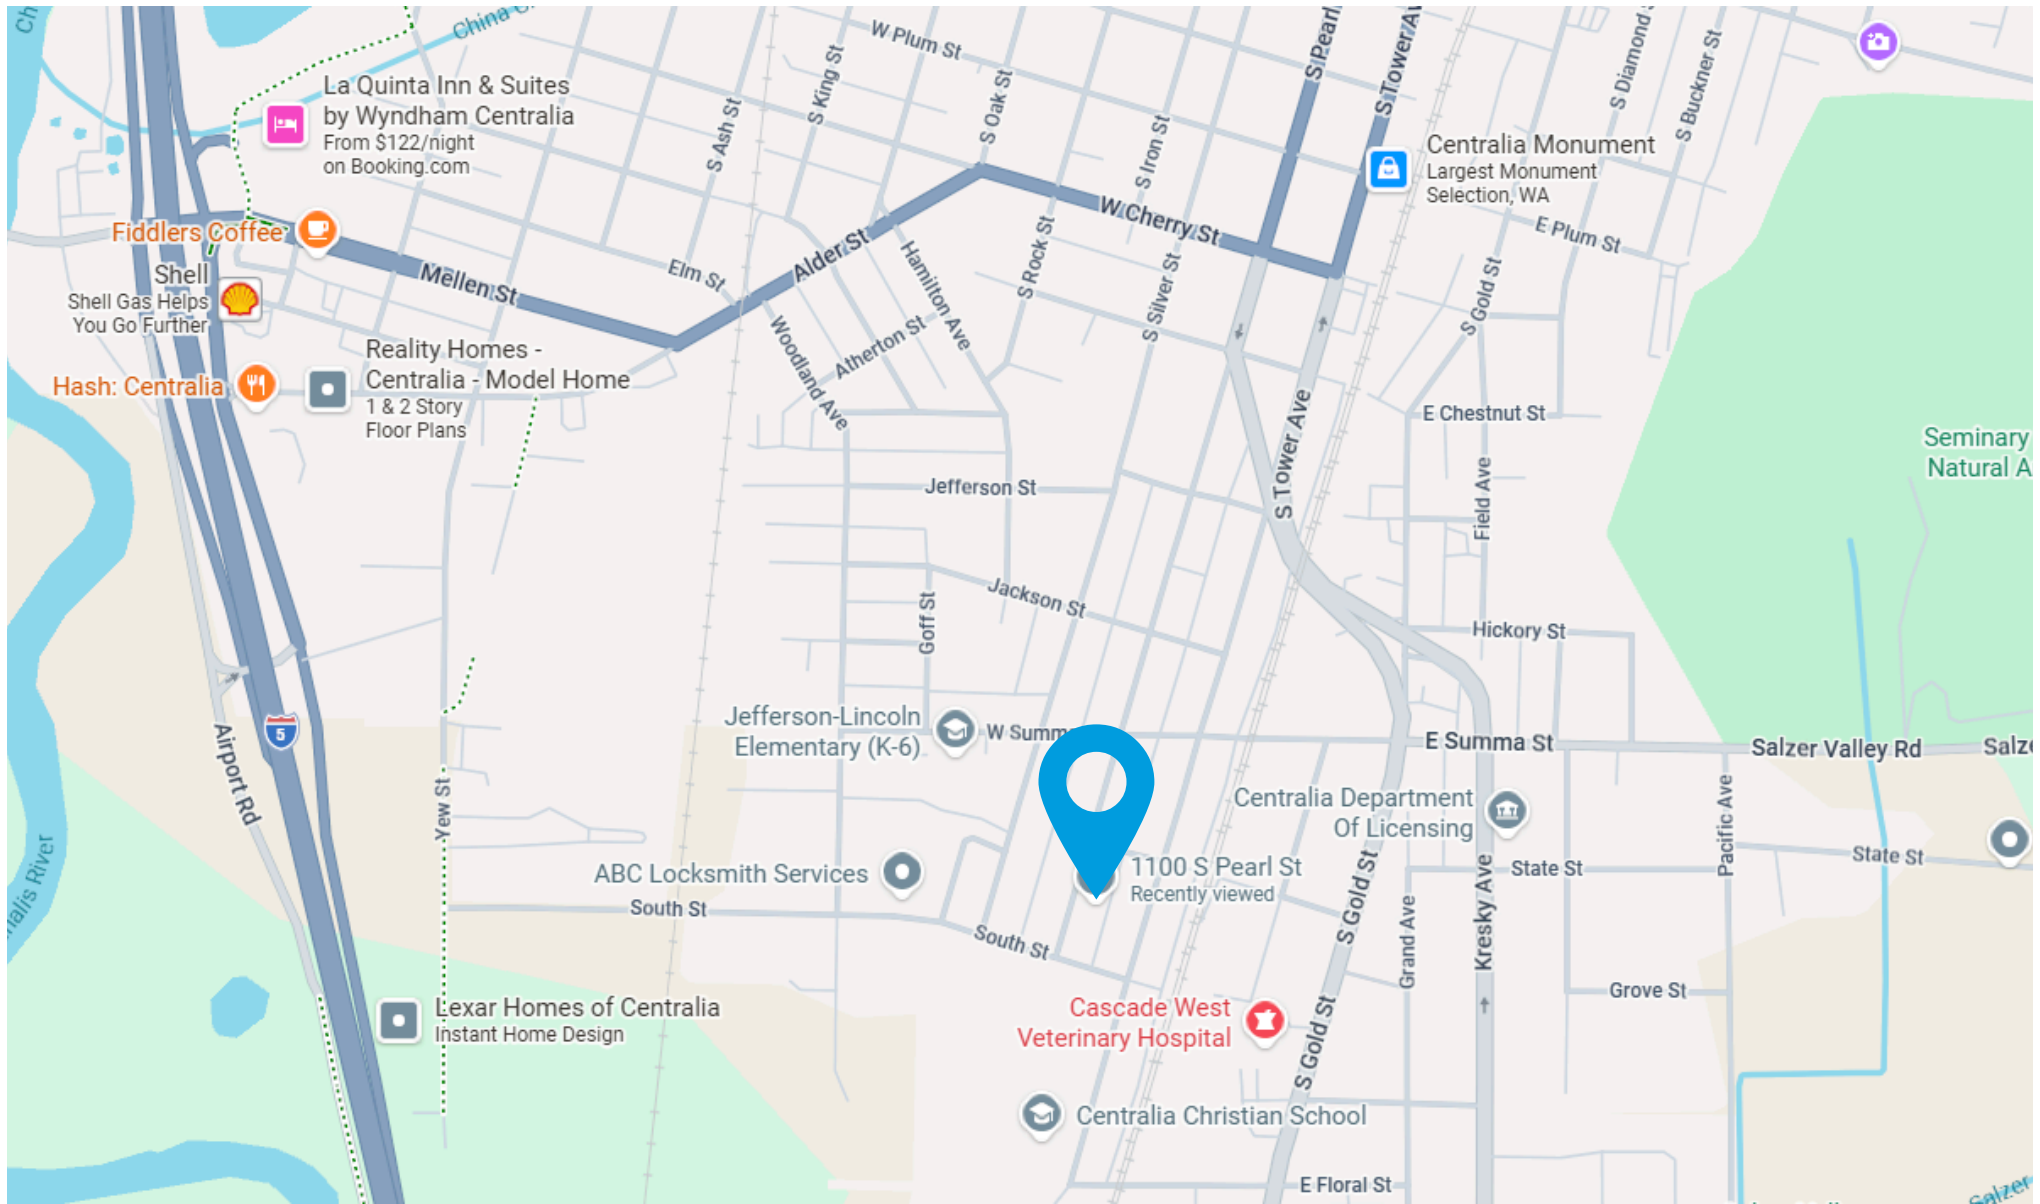 China
W Plum St
S King St
S Oak St
S Ash St
S Iron St
S Pearl
S Tower
S Diamond
S Buckner St
La Quinta Inn & Suites
by Wyndham Centralia
From $122/night
on Booking.com
Centralia Monument
Largest Monument
Selection, WA
Fiddlers Coffee
W Cherry St
E Plum St
Alder St
Elm St
Hamilton Ave
S Rock St
S Silver St
S Gold St
Mellen St
Shell
Shell Gas Helps
You Go Further
Woodland Ave
Atherton St
Reality Homes -
Centralia - Model Home
1 & 2 Story
Floor Plans
Hash: Centralia
S Tower Ave
E Chestnut St
Seminary
Natural A
Jefferson St
Field Ave
Jackson St
Goff St
Hickory St
5
Jefferson-Lincoln
Elementary (K-6)
W Summ
E Summa St
Salzer Valley Rd
Salz
Airport Rd
Yew St
Centralia Department
Of Licensing
Pacific Ave
halis River
ABC Locksmith Services
1100 S Pearl St
Recently viewed
State St
State St
South St
South St
S Gold St
Grand Ave
Kresky Ave
Grove St
Lexar Homes of Centralia
Instant Home Design
Cascade West
Veterinary Hospital
S Gold St
Centralia Christian School
E Floral St
Salzer